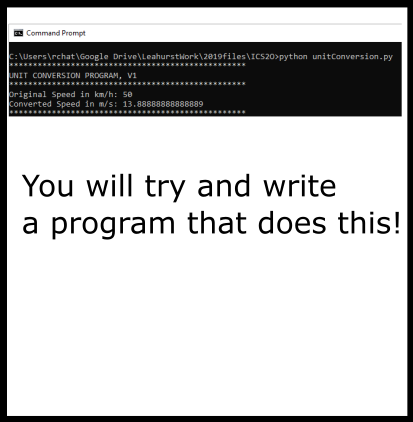 Command Prompt
C:\Users\rchat\Google Drive\LeahurstWork\2019files\ICS2O>python unitConversion.py
**************************************************
UNIT CONVERSION PROGRAM, V1
**************************************************
Original Speed in km/h: 50
Converted Speed in m/s: 13.88888888888889
**************************************************
You will try and write
a program that does this!